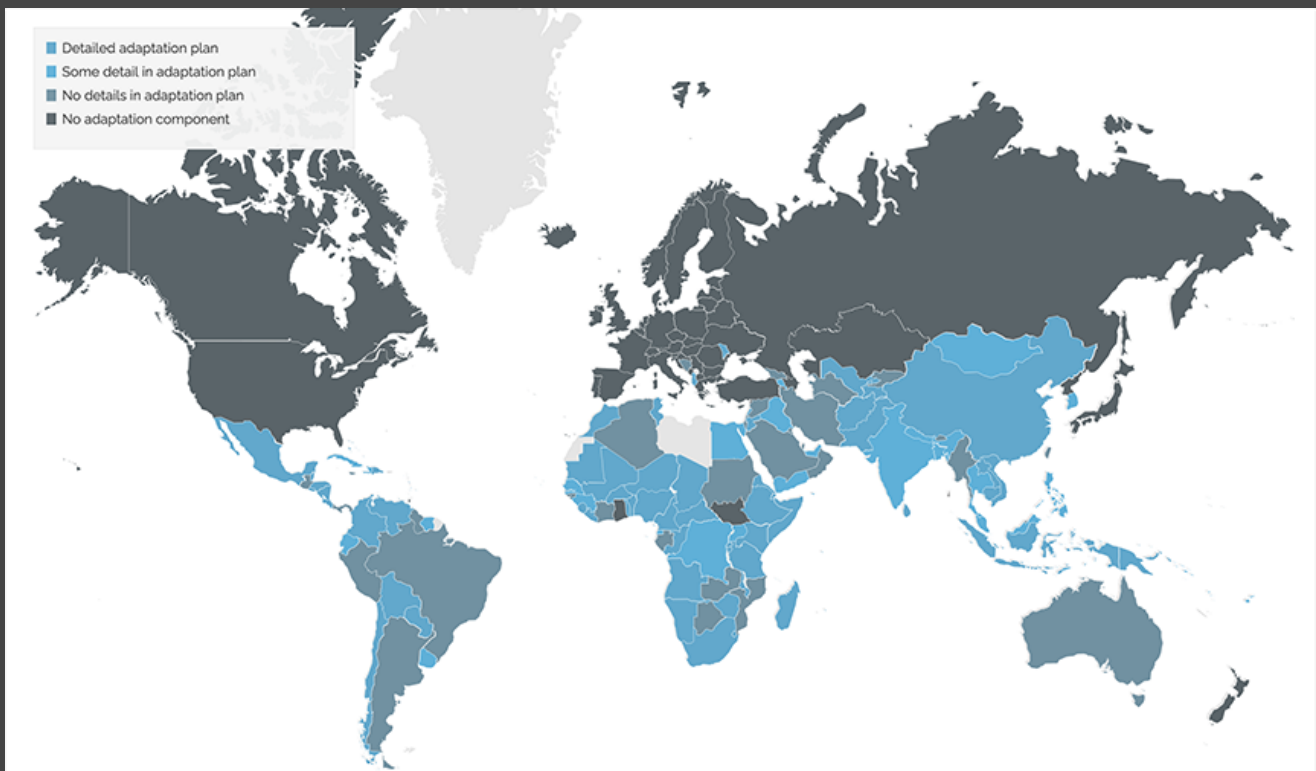 Detailed adaptation plan
Some detail in adaptation plan
No details in adaptation plan
No adaptation component